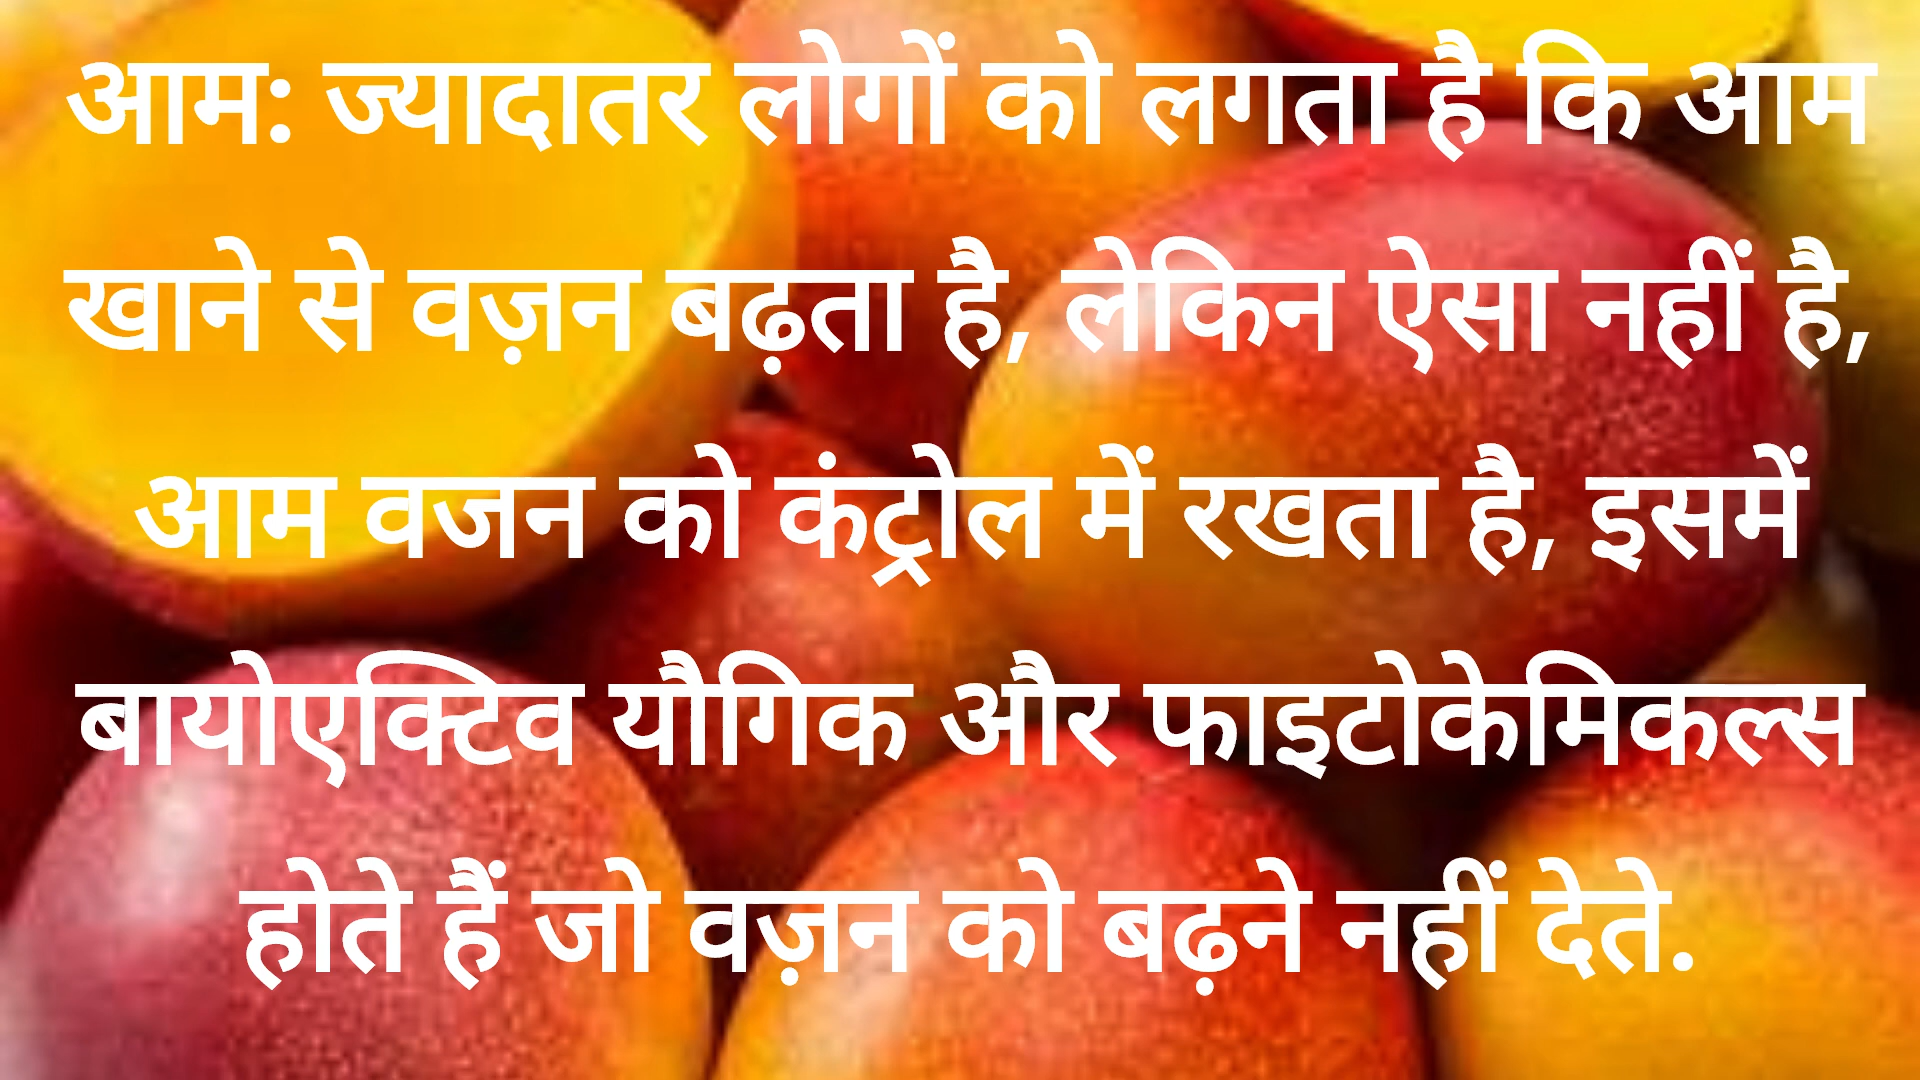 आम: ज्यादातर लोगों को लगता है कि आम
खाने से वज़न बढ़ता है, लेकिन ऐसा नहीं है,
आम वजन को कंट्रोल में रखता है, इसमें
बायोएक्टिव यौगिक और फाइटोकेमिकल्स
होते हैं जो वज़न को बढ़ने नहीं देते.